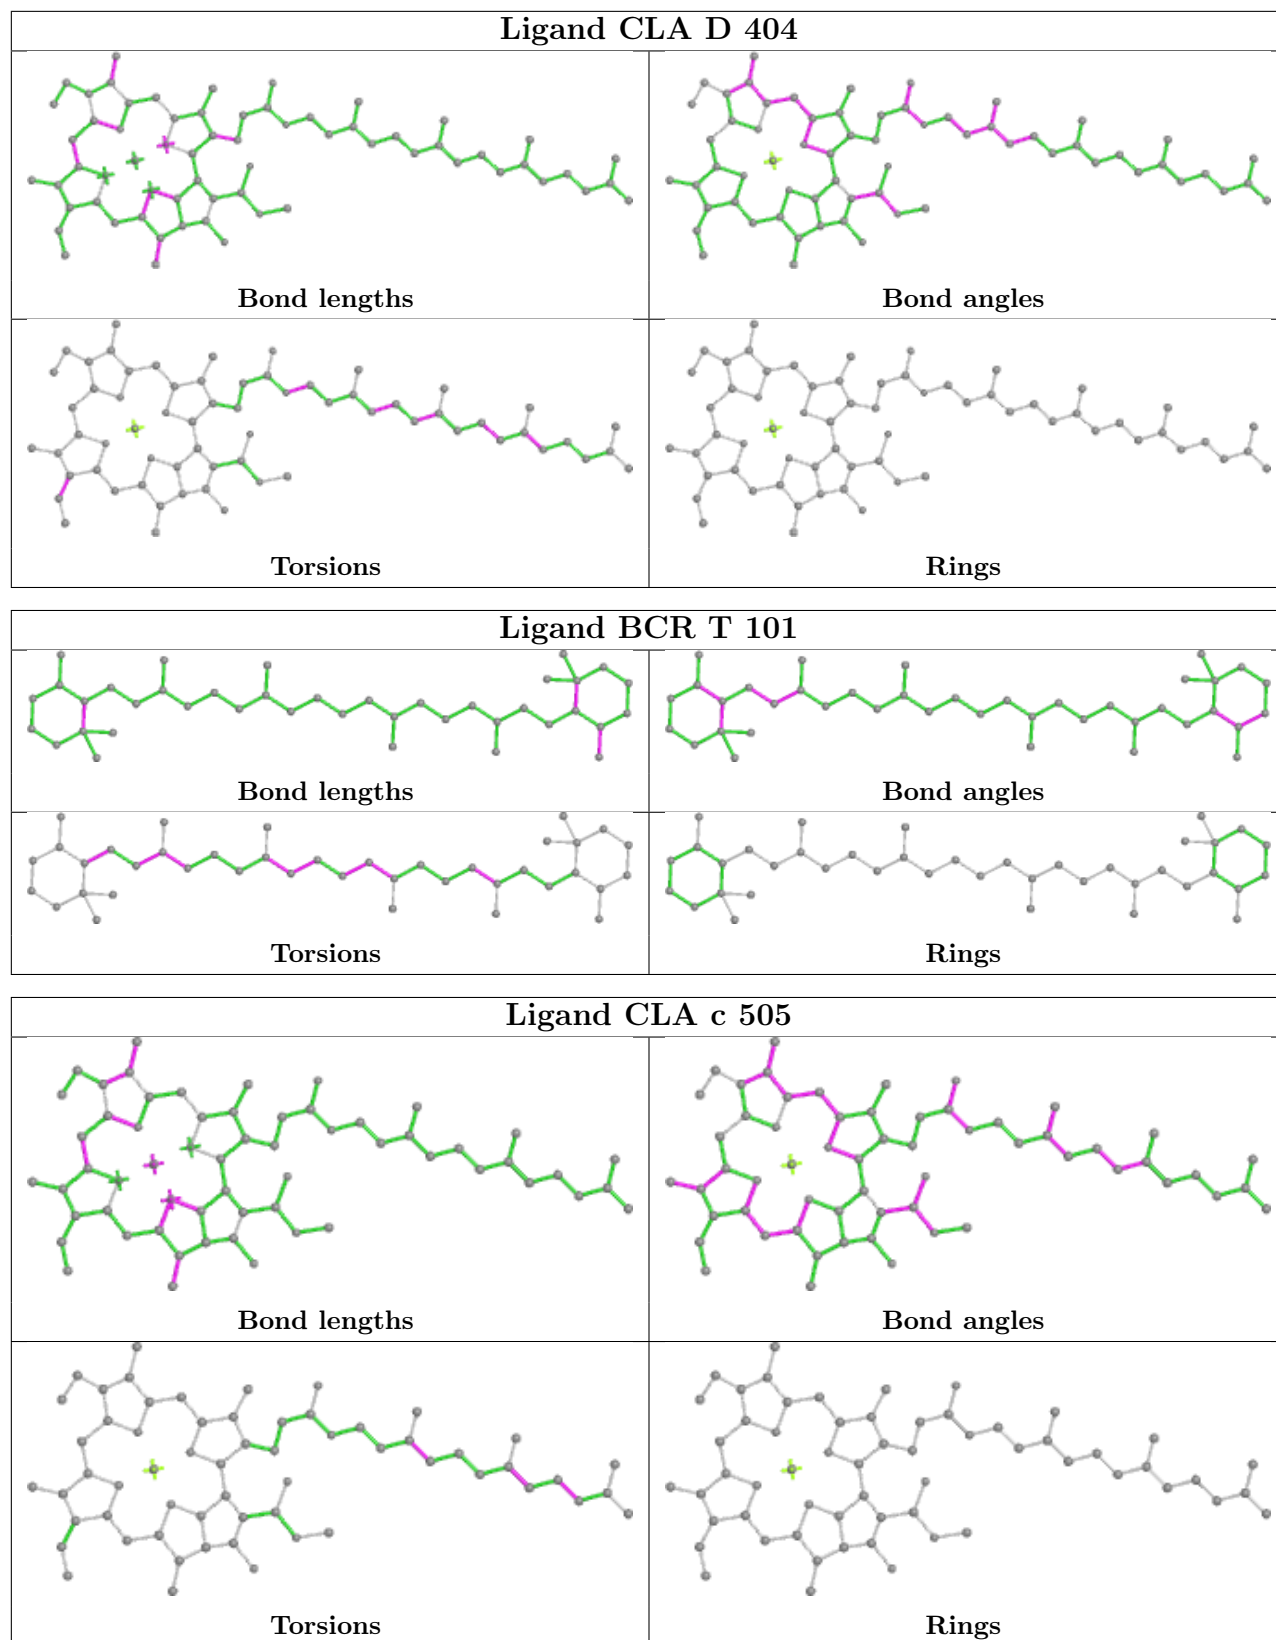 Ligand CLA D 404
Bond lengths
Bond angles
Torsions
Rings
Ligand BCR T 101
Bond lengths
Bond angles
Torsions
Rings
Ligand CLA c 505
Bond lengths
Bond angles
Torsions
Rings